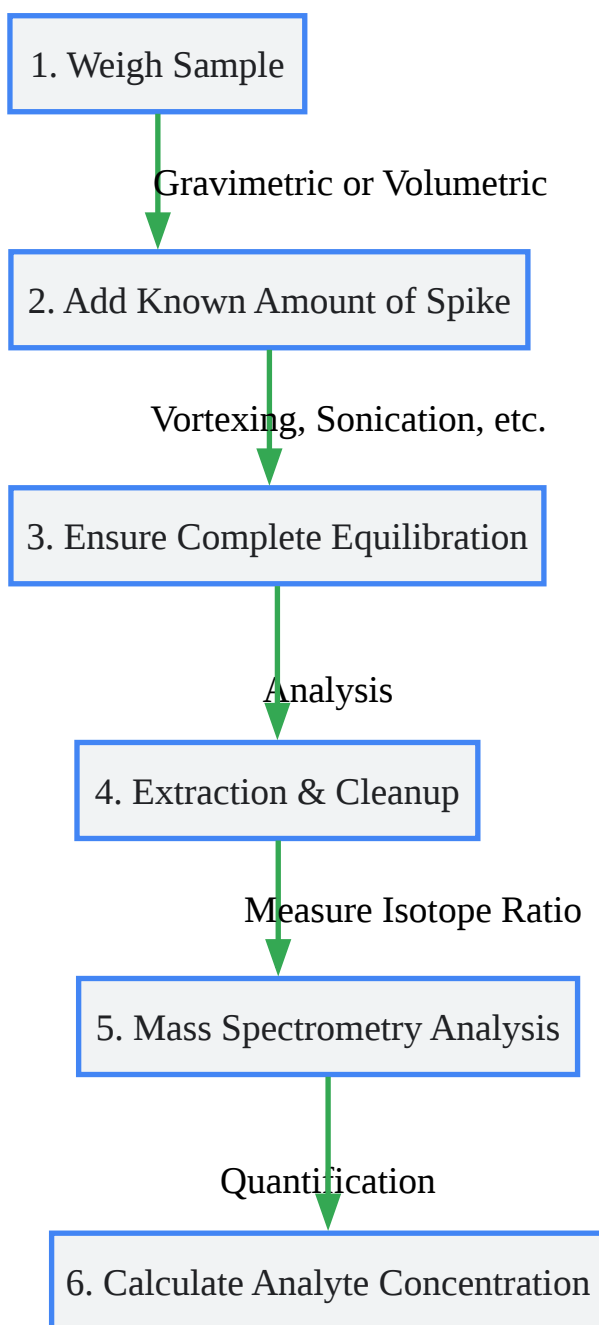 1. Weigh Sample
Gravimetric or Volumetric
2. Add Known Amount of Spike
Vortexing, Sonication, etc.
3. Ensure Complete Equilibration
Analysis
4. Extraction & Cleanup
Measure Isotope Ratio
5. Mass Spectrometry Analysis
Quantification
6. Calculate Analyte Concentration